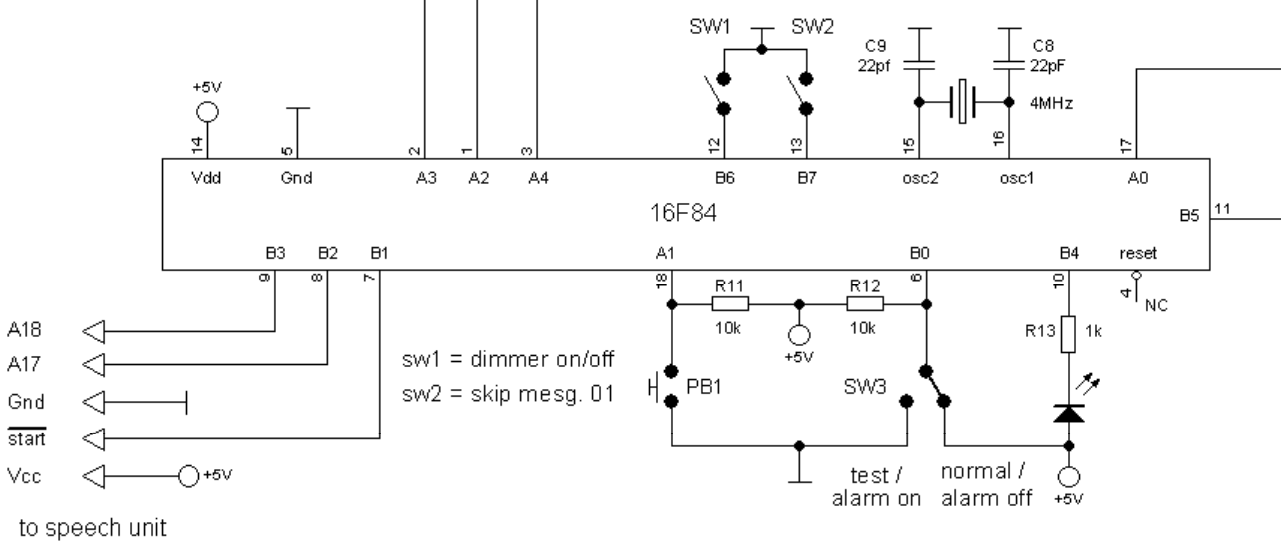 SW1 SW2
C9 22pf
C8 22pF
4MHz
+5V
14 5 2 1 3 12 13 15 16 17
Vdd Gnd A3 A2 A4 B6 B7 osc2 osc1 A0
16F84
B5 11
B3 B2 B1 A1 B0 B4 reset
9 8 7 18 6 10 4
NC
R11 R12
10k 10k
+5V
R13 1k
A18
A17
Gnd
start
Vcc
+5V
to speech unit
sw1 = dimmer on/off
sw2 = skip mesg. 01
PB1
SW3
test / alarm on
normal / alarm off
+5V